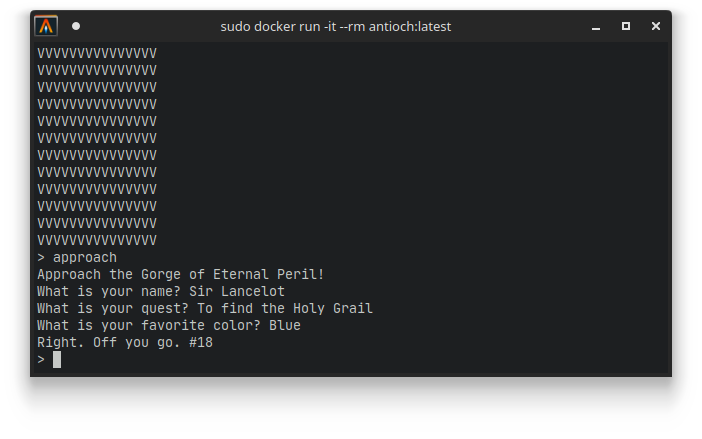 sudo docker run -it --rm antioch:latest
VVVVVVVVVVVVVVV
VVVVVVVVVVVVVVV
VVVVVVVVVVVVVVV
VVVVVVVVVVVVVVV
VVVVVVVVVVVVVVV
VVVVVVVVVVVVVVV
VVVVVVVVVVVVVVV
VVVVVVVVVVVVVVV
VVVVVVVVVVVVVVV
VVVVVVVVVVVVVVV
VVVVVVVVVVVVVVV
VVVVVVVVVVVVVVV
> approach
Approach the Gorge of Eternal Peril!
What is your name? Sir Lancelot
What is your quest? To find the Holy Grail
What is your favorite color? Blue
Right. Off you go. #18
>